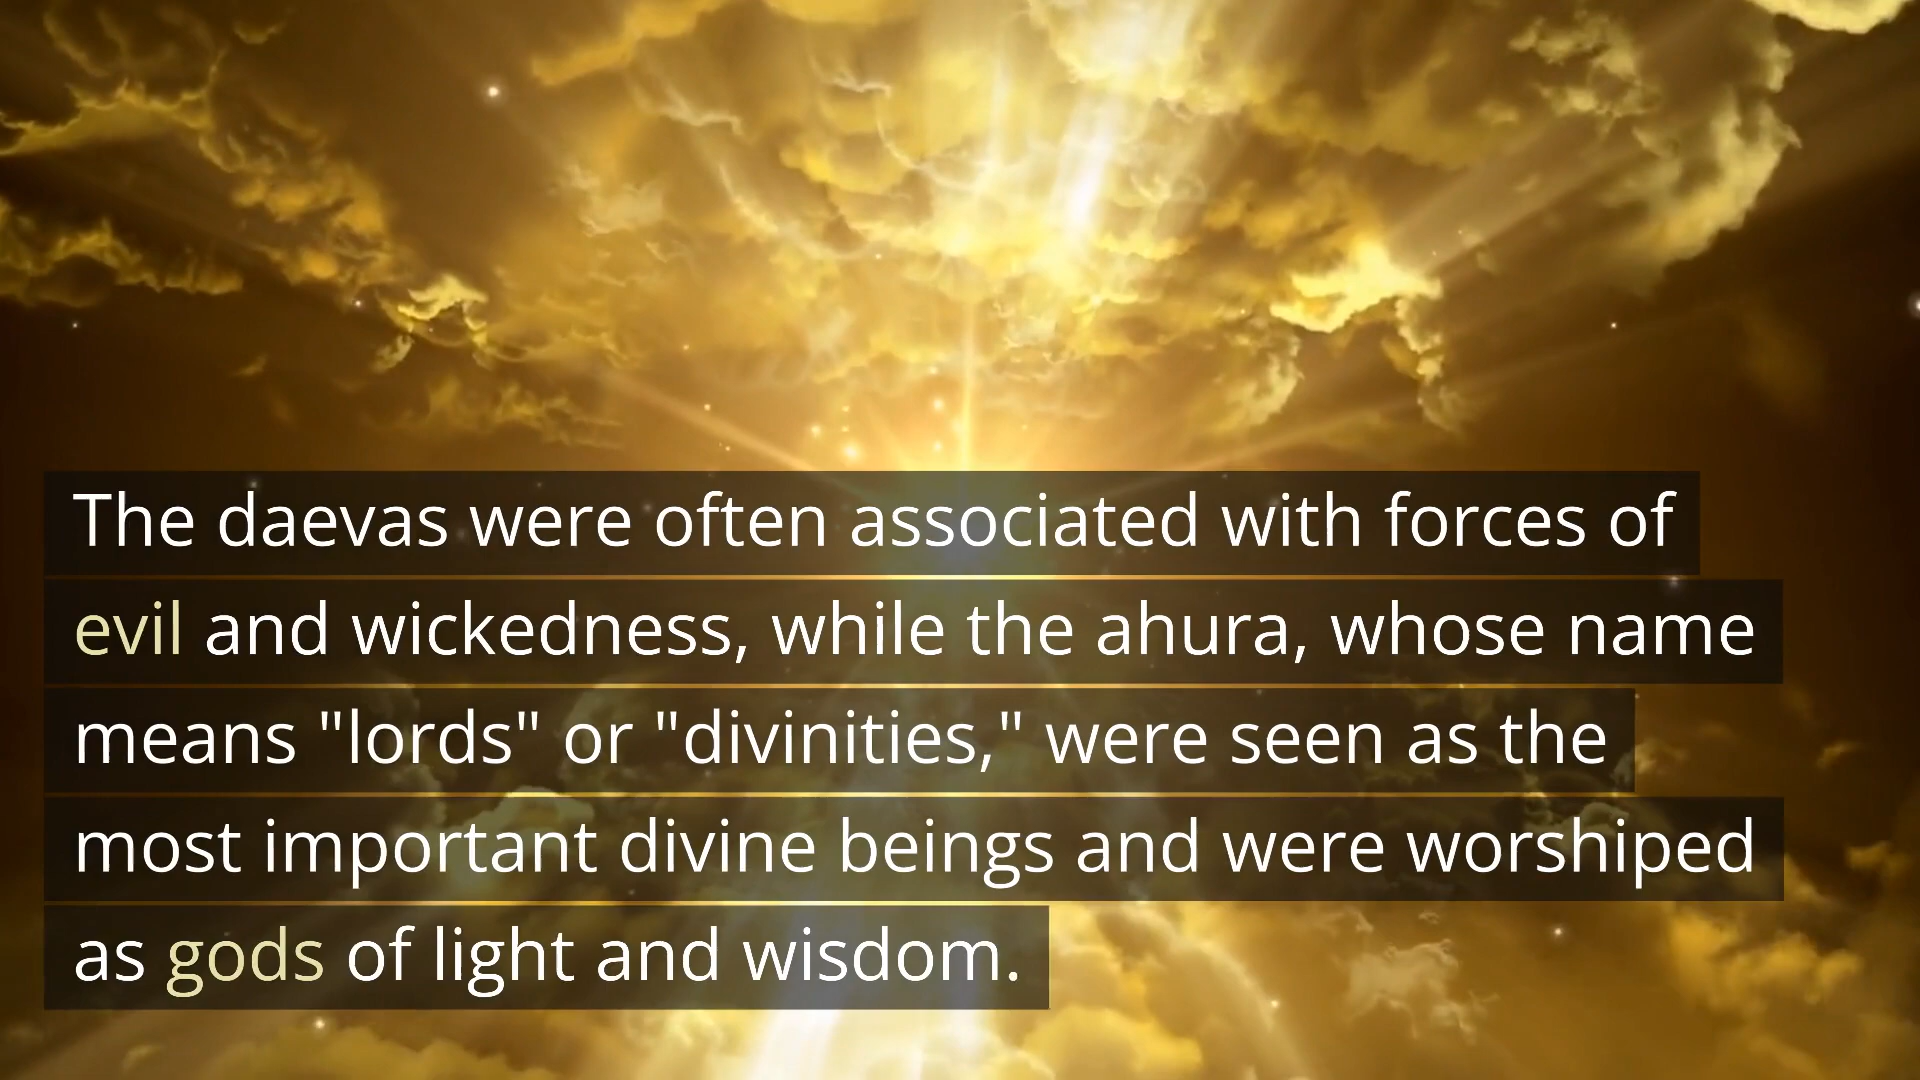 The daevas were often associated with forces of
evil and wickedness, while the ahura, whose name
means "lords" or "divinities," were seen as the
most important divine beings and were worshiped
as gods of light and wisdom.